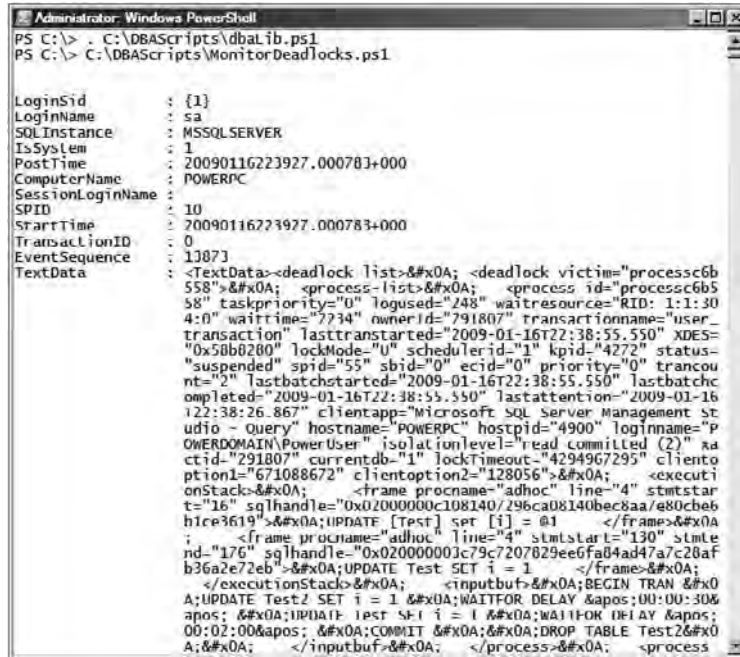 Administrator: Windows PowerShell
PS C:\> . C:\DBAScripts\dbaLib.ps1
PS C:\> C:\DBAScripts\MonitorDeadlocks.ps1
LoginSid : {1}
LoginName : sa
SQLInstance : MSSQLSERVER
IsSystem : 1
PostTime : 20090116223927.000783+000
ComputerName : POWERPC
SessionLoginName :
SPID : 10
StartTime : 20090116223927.000783+000
TransactionID : 0
EventSequence : 13873
TextData : <TextData><deadlock list>&#x0A; <deadlock victim="processc6b
558">&#x0A; <process-list>&#x0A; <process id="processc6b5
58" taskpriority="0" logused="248" waitresource="RID: 1:1:30
4:0" waittime="7734" ownerId="291807" transactionname="user_
transaction" lasttranstarted="2009-01-16T22:38:55.550" XDES=
"0x58b8280" lockMode="U" schedulerid="1" kpid="4272" status=
"suspended" spid="55" sbid="0" ecid="0" priority="0" trancou
nt="2" lastbatchstarted="2009-01-16T22:38:55.550" lastbatchc
ompleted="2009-01-16T22:38:55.550" lastattention="2009-01-16
T22:38:26.867" clientapp="Microsoft SQL Server Management St
udio - Query" hostname="POWERPC" hostpid="4900" loginname="P
OWERDOMAIN\PowerUser" isolationlevel="read committed (2)" xa
ctid="291807" currentdb="1" lockTimeout="4294967295" cliento
ption1="671088672" clientoption2="128056">&#x0A; <executi
onStack>&#x0A; <frame procname="adhoc" line="4" stmtstar
t="16"
">&#x0A;UPDATE [Test] set [i] = @1 </frame>&#x0A
; <frame procname="adhoc" line="4" stmtstart="130" stmte
nd="176"
">&#x0A;UPDATE Test SET i = 1 </frame>&#x0A;
</executionStack>&#x0A; <inputbuf>&#x0A;BEGIN TRAN &#x0
A;UPDATE Test2 SET i = 1 &#x0A;WAITFOR DELAY &apos;00:00:30&
apos; &#x0A;UPDATE Test SET i = 1 &#x0A;WAITFOR DELAY &apos;
00:02:00&apos; &#x0A;COMMIT &#x0A;&#x0A;DROP TABLE Test2&#x0
A;&#x0A; </inputbuf>&#x0A; </process>&#x0A; <process